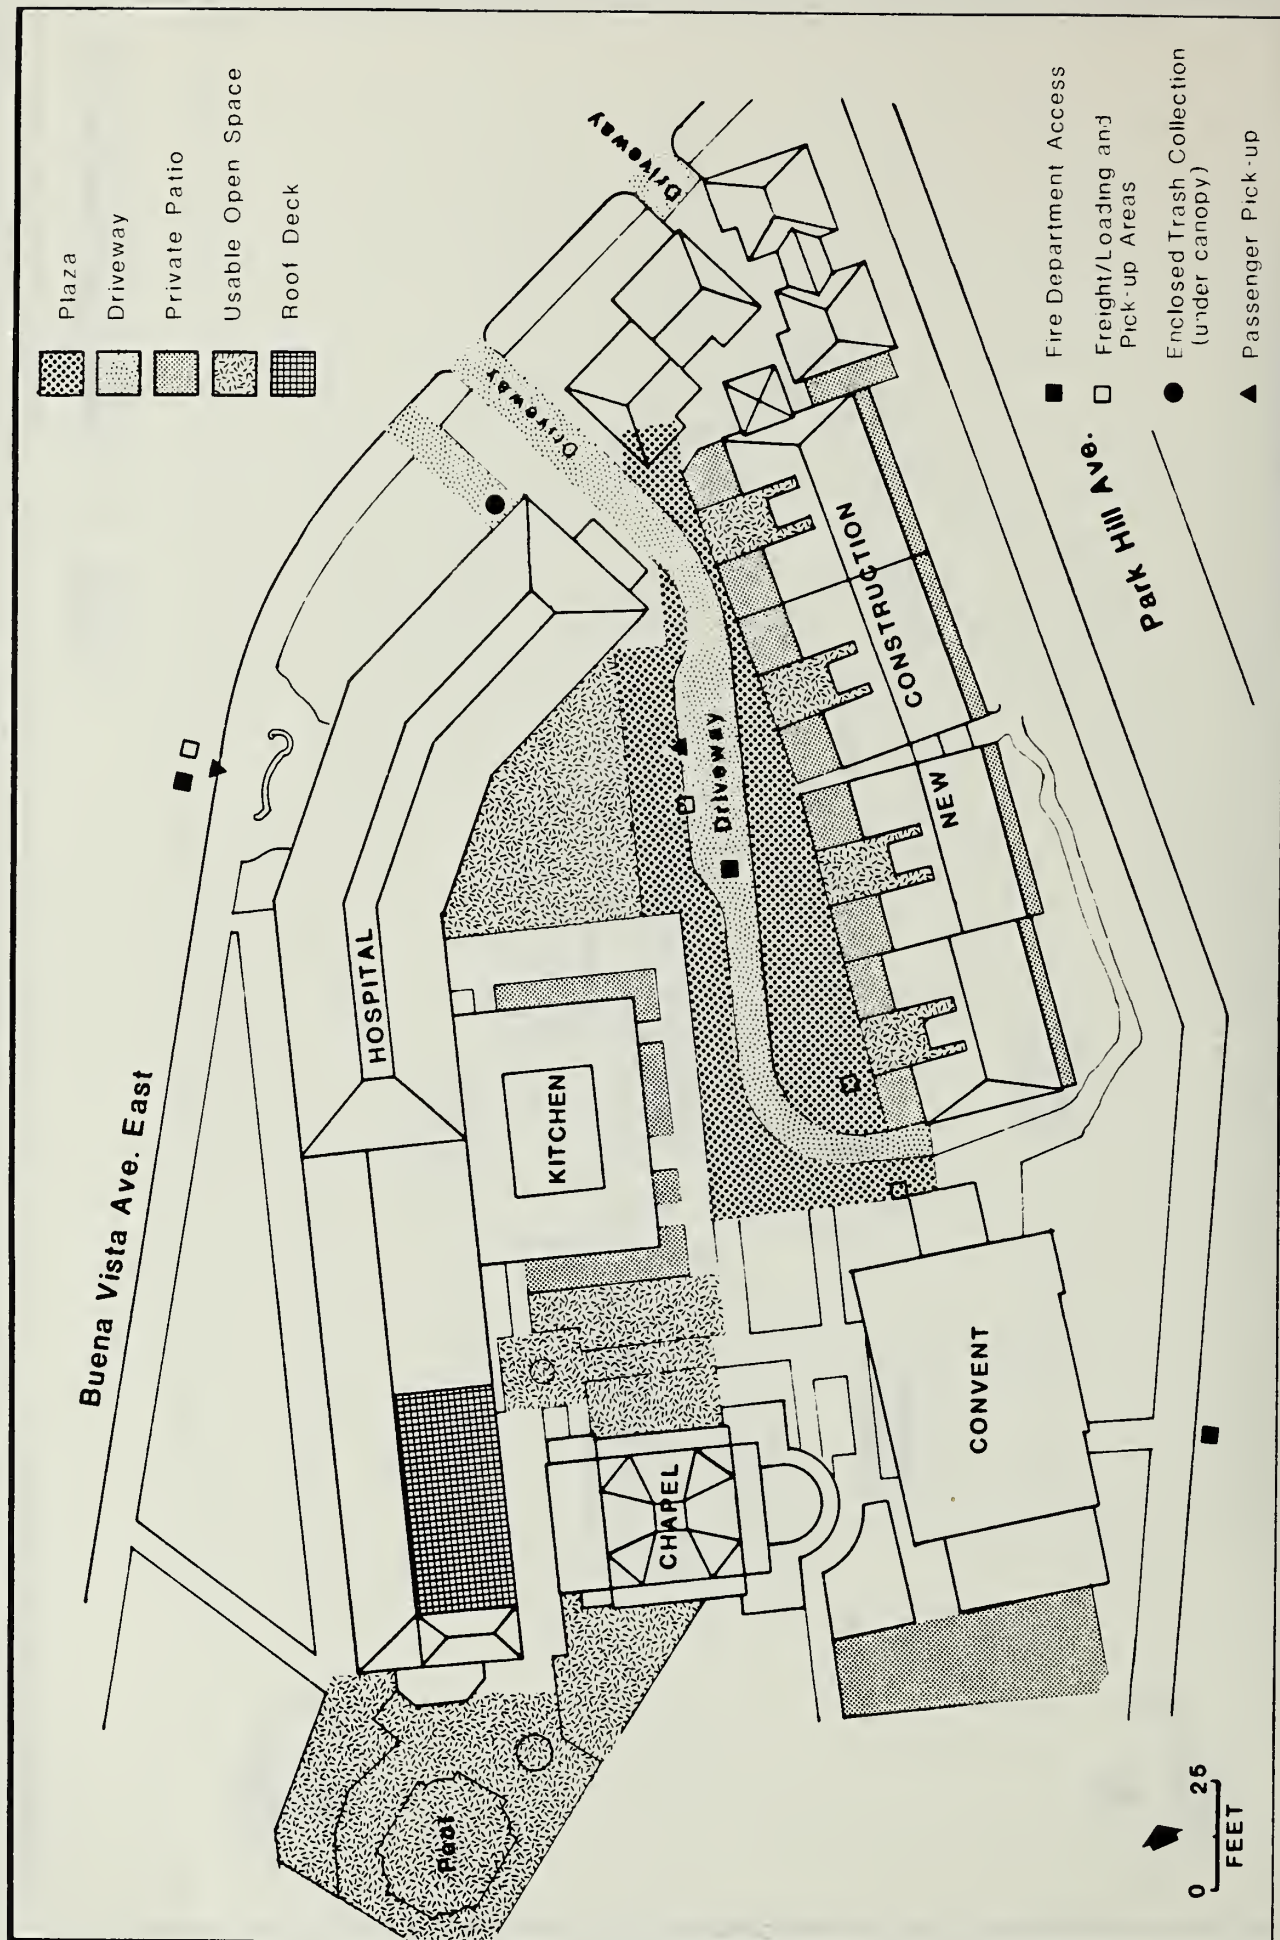 Plaza
Driveway
Private Patio
Usable Open Space
Roof Deck
Fire Department Access
Freight/Loading and
Pick-up Areas
Enclosed Trash Collection
(under canopy)
Passenger Pick-up
Buena Vista Ave. East
Park Hill Ave.
Driveway
Driveway
Driveway
HOSPITAL
KITCHEN
CHAPEL
CONVENT
NEW
CONSTRUCTION
Pool
0
25
FEET